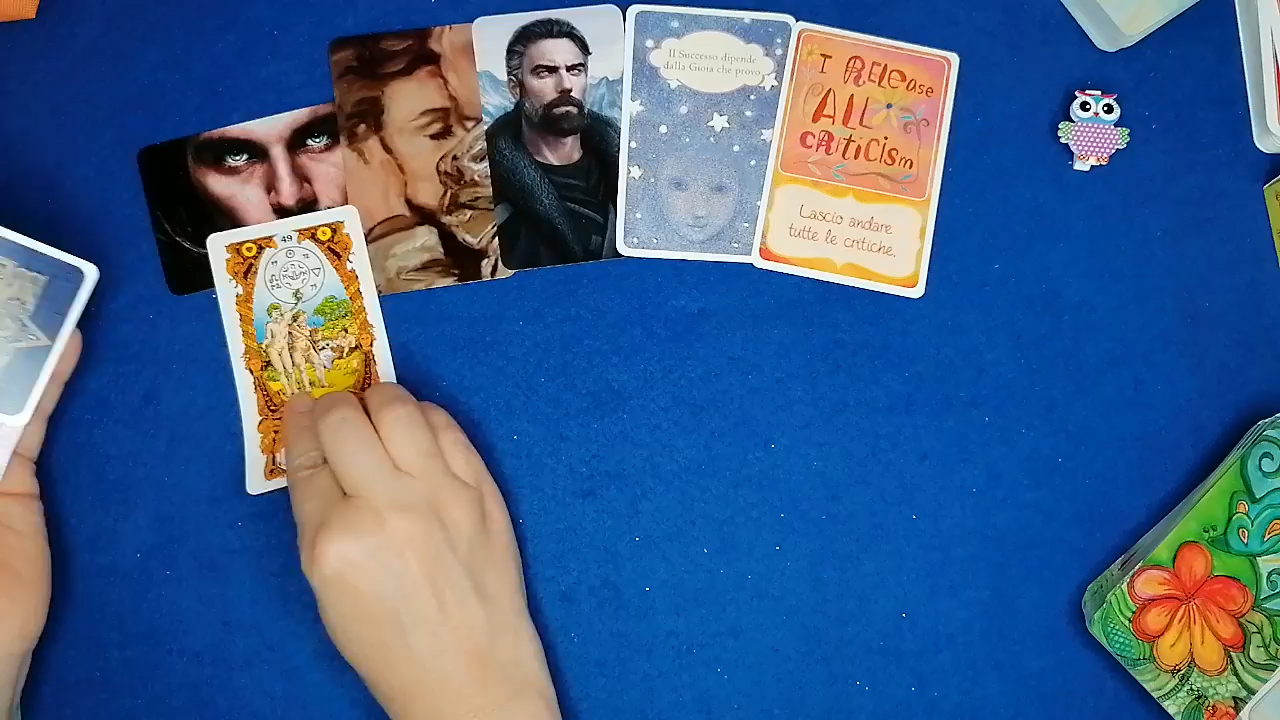 Il Successo dipende
dalla Gioia che provo
I RELEASE
ALL
CRITICISM
Lascio andare
tutte le critiche.
49